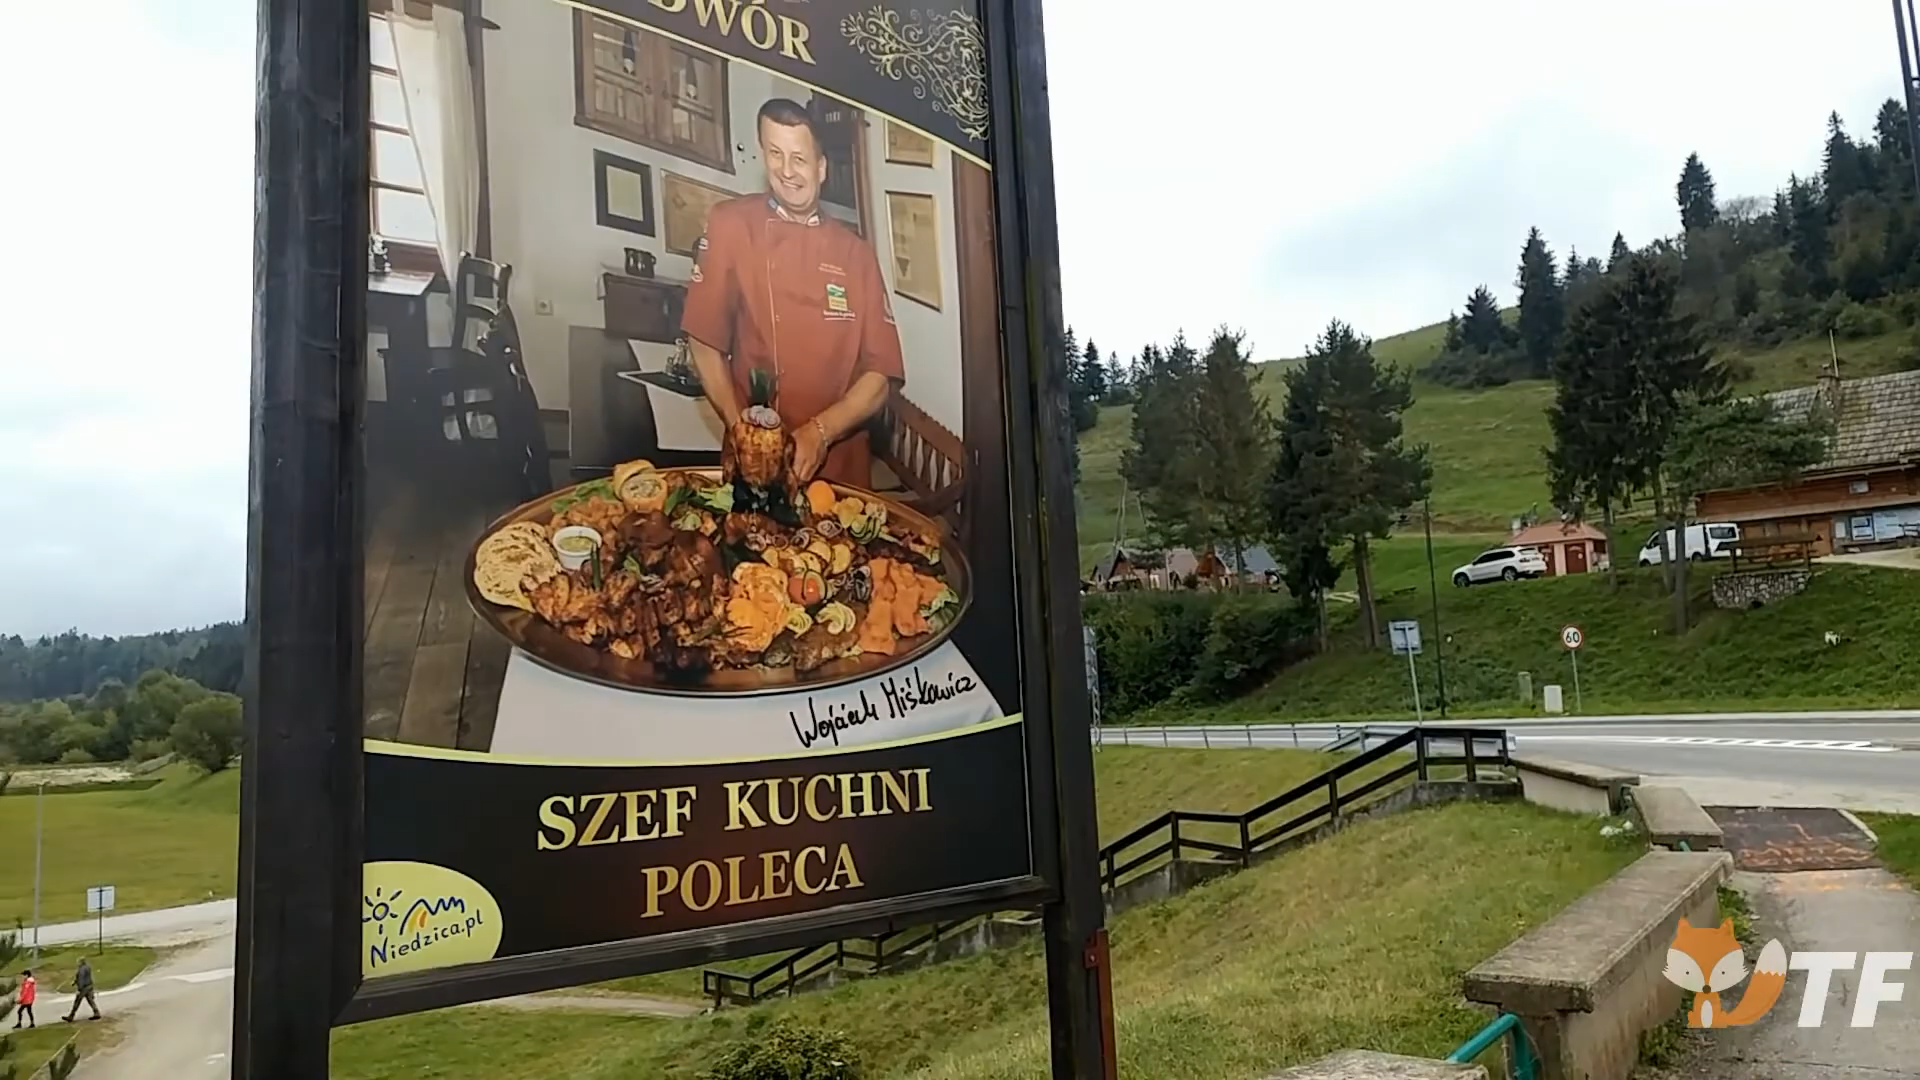 DWÓR
Wojciech Miśkowicz
SZEF KUCHNI
POLECA
Niedzica.pl
60
TF